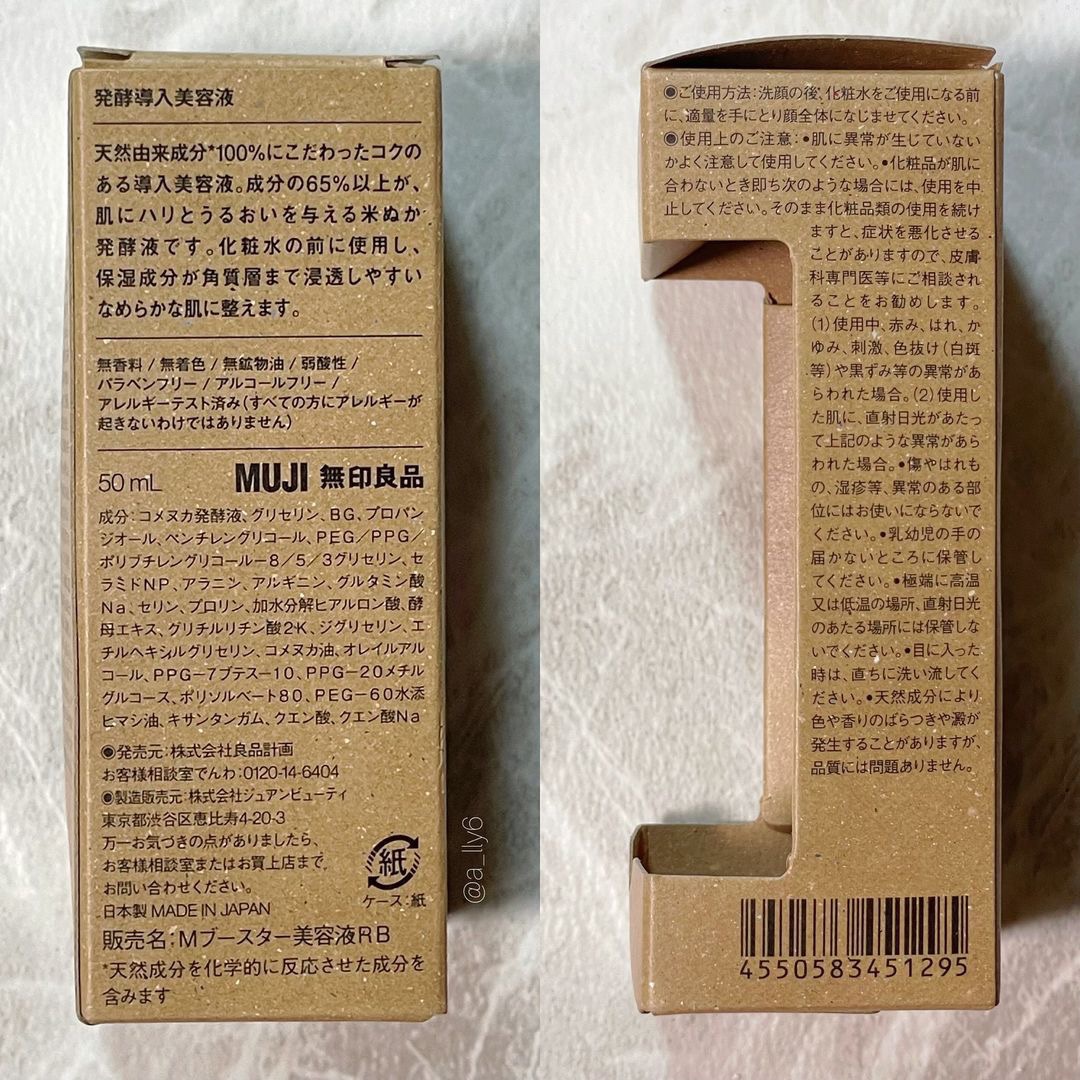 発酵導入美容液
天然由来成分*100%にこだわったコクの
ある導入美容液。成分の65%以上が、
肌にハリとうるおいを与える米ぬか
発酵液です。化粧水の前に使用し、
保湿成分が角質層まで浸透しやすい
なめらかな肌に整えます。
無香料 / 無着色 / 無鉱物油 / 弱酸性 /
パラベンフリー / アルコールフリー /
アレルギーテスト済み(すべての方にアレルギーが
起きないわけではありません)
50 mL MUJI 無印良品
成分:コメヌカ発酵液、グリセリン、BG、プロパン
ジオール、ペンチレングリコール、PEG/PPG/
ポリブチレングリコール-8/5/3グリセリン、セ
ラミドNP、アラニン、アルギニン、グルタミン酸
Na、セリン、プロリン、加水分解ヒアルロン酸、酵
母エキス、グリチルリチン酸2K、ジグリセリン、エ
チルヘキシルグリセリン、コメヌカ油、オレイルアル
コール、PPG-7ブテス-10、PPG-20メチル
グルコース、ポリソルベート80、PEG-60水添
ヒマシ油、キサンタンガム、クエン酸、クエン酸Na
◉発売元:株式会社良品計画
お客様相談室でんわ:0120-14-6404
◉製造販売元:株式会社ジュアンビューティ
東京都渋谷区恵比寿4-20-3
万一お気づきの点がありましたら、
お客様相談室またはお買上店まで、
お問い合わせください。
日本製 MADE IN JAPAN
紙
ケース:紙
販売名:Mブースター美容液RB
*天然成分を化学的に反応させた成分を
含みます
@a_lly6
◉ご使用方法:洗顔の後、化粧水をご使用になる前
に、適量を手にとり顔全体になじませてください。
◉使用上のご注意:•肌に異常が生じていない
かよく注意して使用してください。•化粧品が肌に
合わないとき即ち次のような場合には、使用を中
止してください。そのまま化粧品類の使用を続け
ますと、症状を悪化させる
ことがありますので、皮膚
科専門医等にご相談され
ることをお勧めします。
(1)使用中、赤み、はれ、か
ゆみ、刺激、色抜け(白斑
等)や黒ずみ等の異常があ
らわれた場合。(2)使用し
た肌に、直射日光があたっ
て上記のような異常があら
われた場合。•傷やはれも
の、湿疹等、異常のある部
位にはお使いにならないで
ください。•乳幼児の手の
届かないところに保管し
てください。•極端に高温
又は低温の場所、直射日光
のあたる場所には保管しな
いでください。•目に入った
時は、直ちに洗い流してく
ださい。•天然成分により
色や香りのばらつきや澱が
発生することがありますが、
品質には問題ありません。
4550583451295